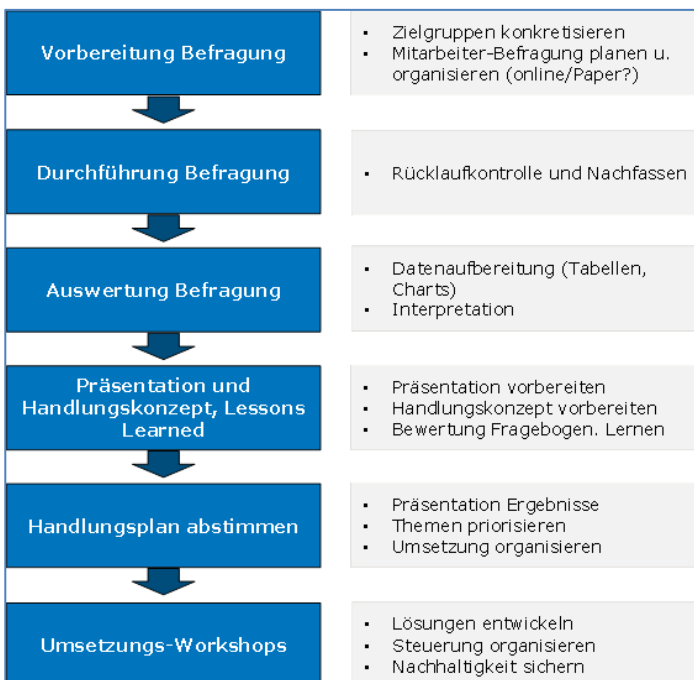 Vorbereitung Befragung
▪ Zielgruppen konkretisieren
▪ Mitarbeiter-Befragung planen u.
organisieren (online/Paper?)
Durchführung Befragung
▪ Rücklaufkontrolle und Nachfassen
Auswertung Befragung
▪ Datenaufbereitung (Tabellen,
Charts)
▪ Interpretation
Präsentation und
Handlungskonzept, Lessons
Learned
▪ Präsentation vorbereiten
▪ Handlungskonzept vorbereiten
▪ Bewertung Fragebogen. Lernen
Handlungsplan abstimmen
▪ Präsentation Ergebnisse
▪ Themen priorisieren
▪ Umsetzung organisieren
Umsetzungs-Workshops
▪ Lösungen entwickeln
▪ Steuerung organisieren
▪ Nachhaltigkeit sichern